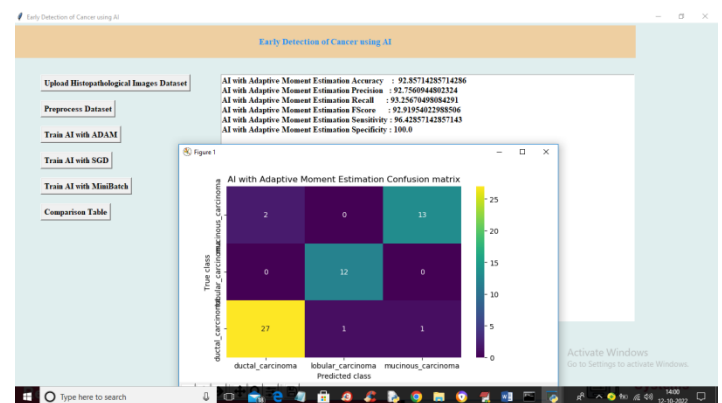 Early Detection of Cancer using AI
Early Detection of Cancer using AI
Upload Histopathological Images Dataset
Preprocess Dataset
Train AI with ADAM
Train AI with SGD
Train AI with MiniBatch
Comparison Table
AI with Adaptive Moment Estimation Accuracy : 92.85714285714286
AI with Adaptive Moment Estimation Precision : 92.7560944802324
AI with Adaptive Moment Estimation Recall : 93.25670498084291
AI with Adaptive Moment Estimation FScore : 92.91954022988506
AI with Adaptive Moment Estimation Sensitivity : 96.42857142857143
AI with Adaptive Moment Estimation Specificity : 100.0
Figure 1
AI with Adaptive Moment Estimation Confusion matrix
True class
mucinous_carcinoma
lobular_carcinoma
ductal_carcinoma
2 0 13
0 12 0
27 1 1
ductal_carcinoma lobular_carcinoma mucinous_carcinoma
Predicted class
25
20
15
10
5
0
Activate Windows
Go to Settings to activate Windows.
Type here to search
14:00
12-10-2022